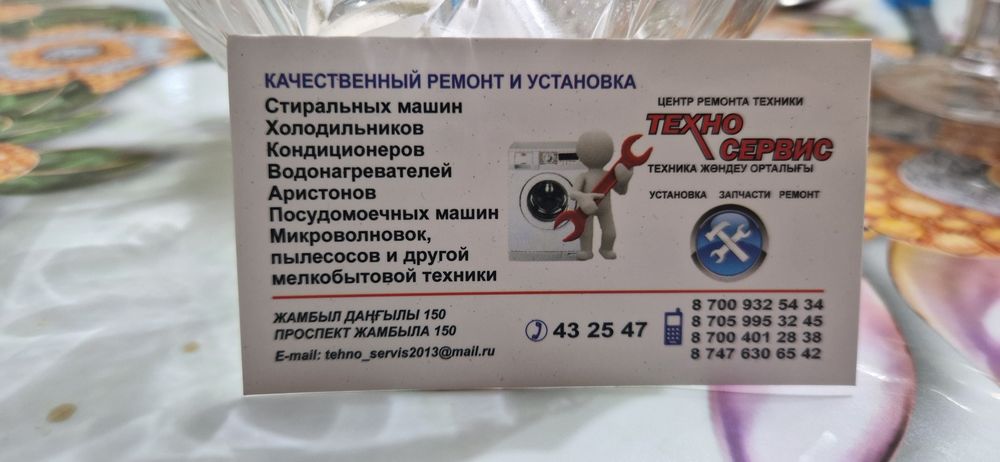 КАЧЕСТВЕННЫЙ РЕМОНТ И УСТАНОВКА
Стиральных машин
Холодильников
Кондиционеров
Водонагревателей
Аристонов
Посудомоечных машин
Микроволновок,
пылесосов и другой
мелкобытовой техники
ЦЕНТР РЕМОНТА ТЕХНИКИ
ТЕХНО
СЕРВИС
ТЕХНИКА ЖӨНДЕУ ОРТАЛЫҒЫ
УСТАНОВКА ЗАПЧАСТИ РЕМОНТ
ЖАМБЫЛ ДАҢҒЫЛЫ 150
ПРОСПЕКТ ЖАМБЫЛА 150
E-mail: tehno_servis2013@mail.ru
43 25 47
8 700 932 54 34
8 705 995 32 45
8 700 401 28 38
8 747 630 65 42